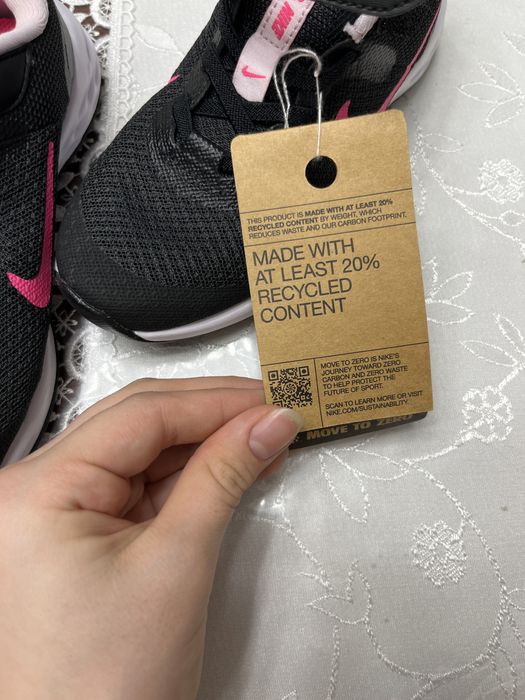 NIKE
THIS PRODUCT IS MADE WITH AT LEAST 20%
RECYCLED CONTENT BY WEIGHT, WHICH
REDUCES WASTE AND OUR CARBON FOOTPRINT.
MADE WITH
AT LEAST 20%
RECYCLED
CONTENT
MOVE TO ZERO IS NIKE'S
JOURNEY TOWARD ZERO
CARBON AND ZERO WASTE
TO HELP PROTECT THE
FUTURE OF SPORT.
SCAN TO LEARN MORE OR VISIT
NIKE.COM/SUSTAINABILITY.
MOVE TO ZERO